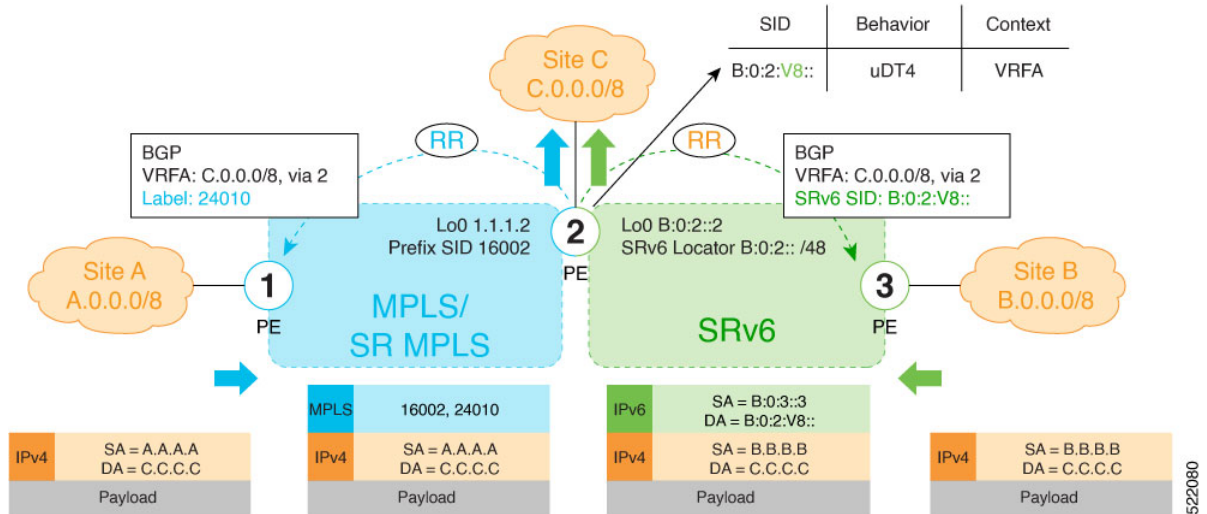 SID Behavior Context
B:0:2:V8:: uDT4 VRFA
Site C
C.0.0.0/8
RR
RR
BGP
VRFA: C.0.0.0/8, via 2
Label: 24010
BGP
VRFA: C.0.0.0/8, via 2
SRv6 SID: B:0:2:V8::
Lo0 1.1.1.2
Prefix SID 16002
2
PE
Lo0 B:0:2::2
SRv6 Locator B:0:2:: /48
Site A
A.0.0.0/8
1
PE
MPLS/
SR MPLS
SRv6
3
PE
Site B
B.0.0.0/8
MPLS 16002, 24010
IPv6 SA = B:0:3::3
DA = B:0:2:V8::
IPv4 SA = A.A.A.A
DA = C.C.C.C
Payload
IPv4 SA = A.A.A.A
DA = C.C.C.C
Payload
IPv4 SA = B.B.B.B
DA = C.C.C.C
Payload
IPv4 SA = B.B.B.B
DA = C.C.C.C
Payload
522080